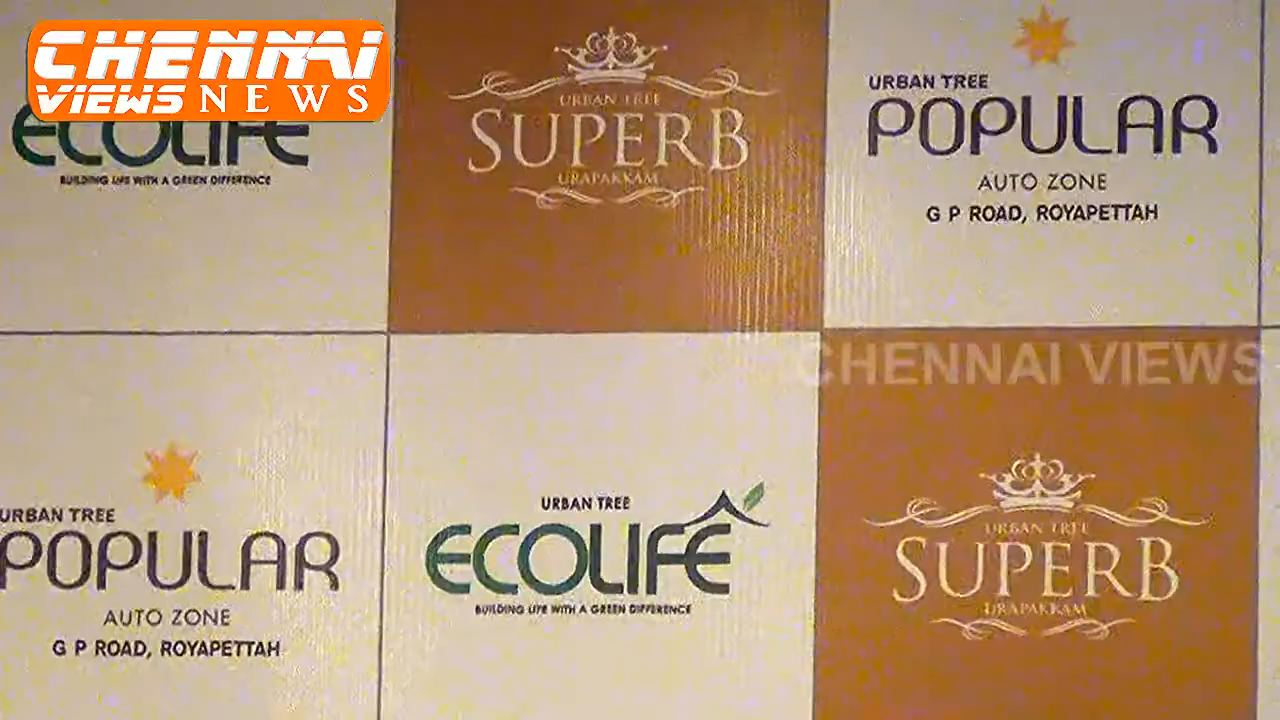 CHENNAI
VIEWS NEWS
ECOLIFE
BUILDING LIFE WITH A GREEN DIFFERENCE
URBAN TREE
SUPERB
URAPAKKAM
URBAN TREE
POPULAR
AUTO ZONE
G P ROAD, ROYAPETTAH
CHENNAI VIEWS
URBAN TREE
POPULAR
AUTO ZONE
G P ROAD, ROYAPETTAH
URBAN TREE
ECOLIFE
BUILDING LIFE WITH A GREEN DIFFERENCE
URBAN TREE
SUPERB
URAPAKKAM